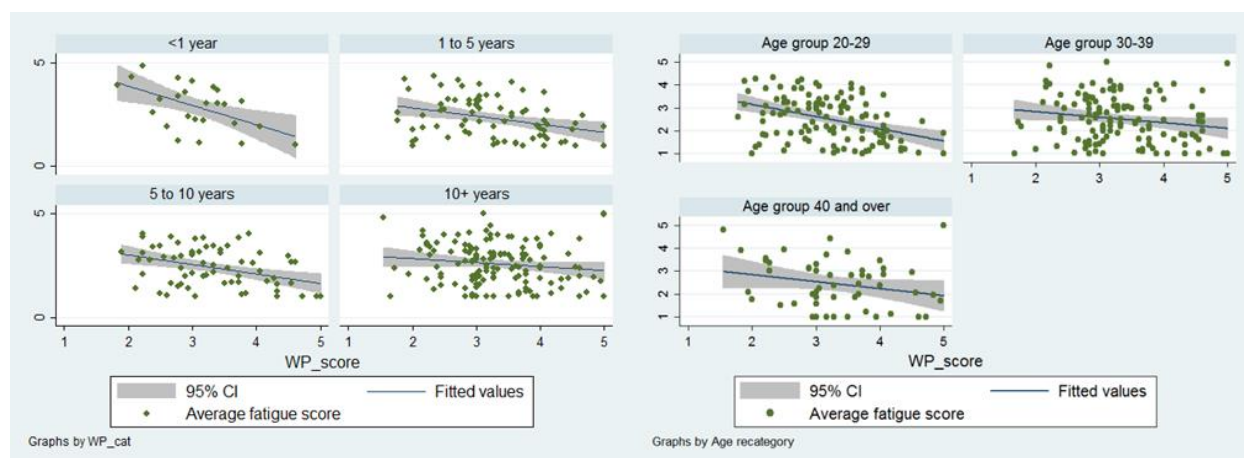 <1 year
1 to 5 years
5
0
5 to 10 years
10+ years
5
0
1 2 3 4 5 1 2 3 4 5
WP_score
95% CI
Fitted values
Average fatigue score
Graphs by WP_cat
Age group 20-29
Age group 30-39
5
4
3
2
1
1 2 3 4 5
Age group 40 and over
5
4
3
2
1
1 2 3 4 5
WP_score
95% CI
Fitted values
Average fatigue score
Graphs by Age recategory